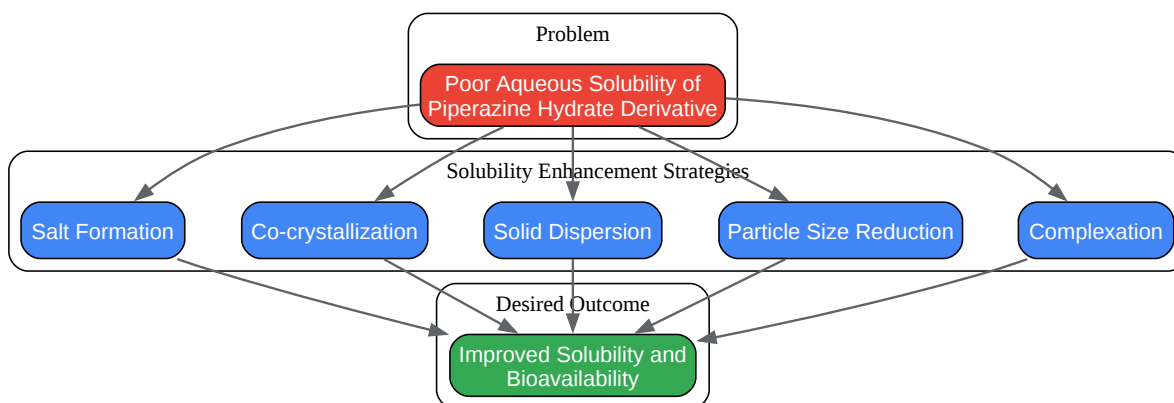 Problem
Poor Aqueous Solubility of
Piperazine Hydrate Derivative
Solubility Enhancement Strategies
Salt Formation
Co-crystallization
Solid Dispersion
Particle Size Reduction
Complexation
Desired Outcome
Improved Solubility and
Bioavailability